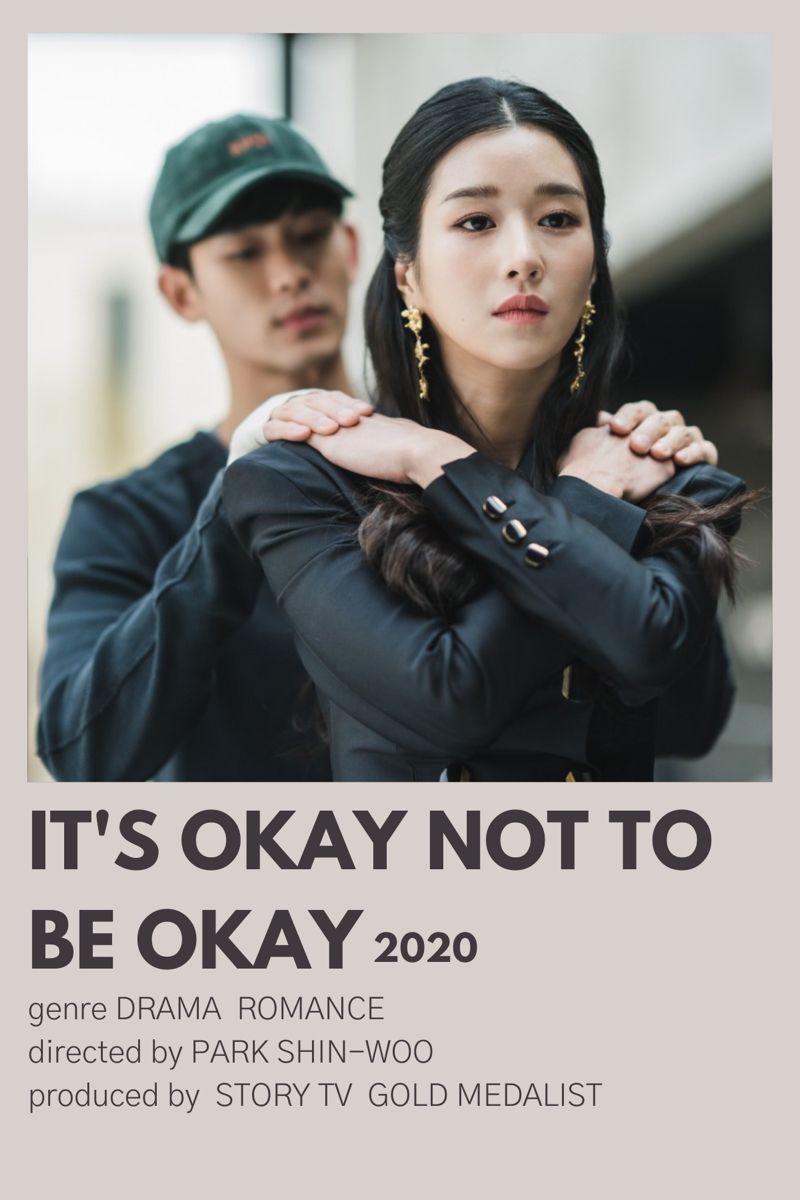 IT'S OKAY NOT TO
BE OKAY 2020
genre DRAMA ROMANCE
directed by PARK SHIN-WOO
produced by STORY TV GOLD MEDALIST